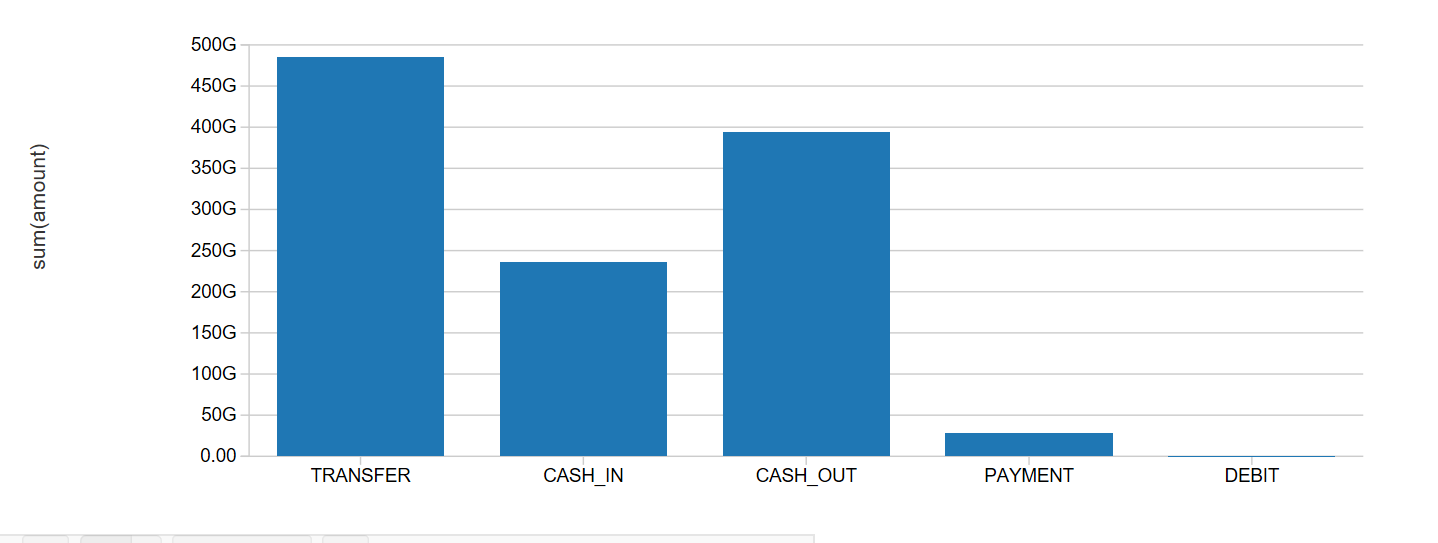 sum(amount)
500G
450G
400G
350G
300G
250G
200G
150G
100G
50G
0.00
TRANSFER CASH_IN CASH_OUT PAYMENT DEBIT